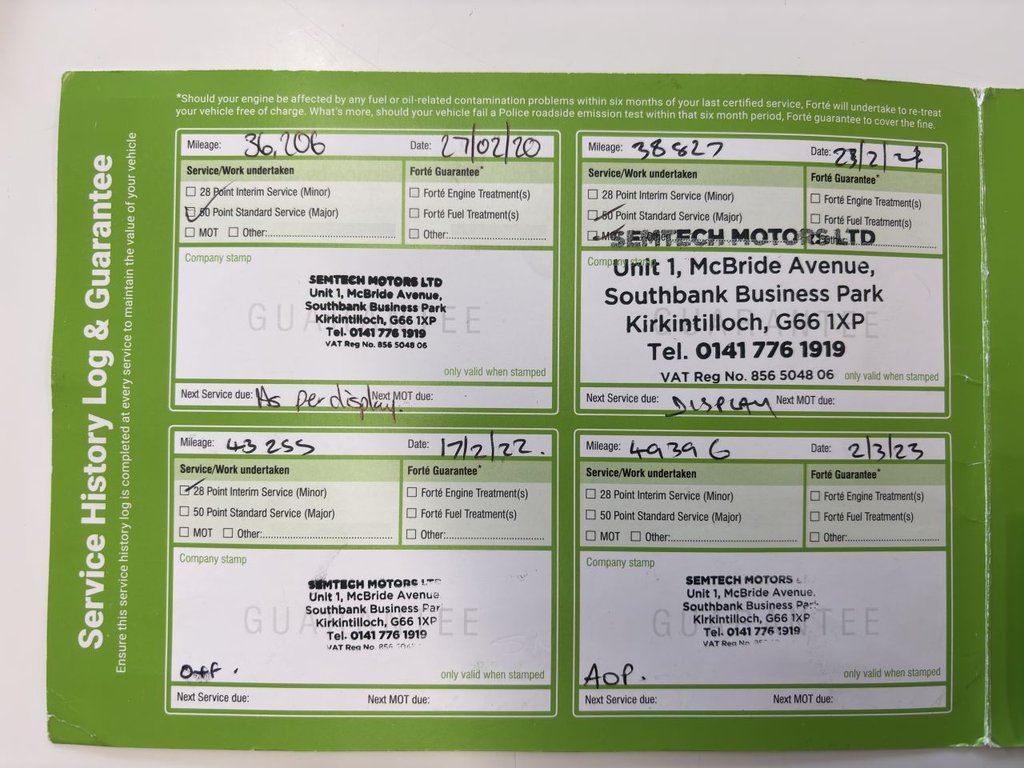 Service History Log & Guarantee
Ensure this service history log is completed at every service to maintain the value of your vehicle
*Should your engine be affected by any fuel or oil-related contamination problems within six months of your last certified service, Forté will undertake to re-treat
your vehicle free of charge. What's more, should your vehicle fail a Police roadside emission test within that six month period, Forté guarantee to cover the fine.
Mileage: 36,206 Date: 27/02/20
Service/Work undertaken Forté Guarantee*
28 Point Interim Service (Minor) Forté Engine Treatment(s)
50 Point Standard Service (Major) Forté Fuel Treatment(s)
MOT Other: Other:
Company stamp
SEMTECH MOTORS LTD
Unit 1, McBride Avenue,
Southbank Business Park
GUARANTEE
Kirkintilloch, G66 1XP
Tel. 0141 776 1919
VAT Reg No. 856 5048 06
only valid when stamped
Next Service due: As per display. Next MOT due:
Mileage: 38827 Date: 23/2/
Service/Work undertaken Forté Guarantee*
28 Point Interim Service (Minor) Forté Engine Treatment(s)
50 Point Standard Service (Major) Forté Fuel Treatment(s)
MOT Other:
SEMTECH MOTORS LTD
Company stamp
Unit 1, McBride Avenue,
Southbank Business Park
GUARANTEE
Kirkintilloch, G66 1XP
Tel. 0141 776 1919
VAT Reg No. 856 5048 06 only valid when stamped
Next Service due: DISPLAY Next MOT due:
Mileage: 43255 Date: 17/2/22.
Service/Work undertaken Forté Guarantee*
28 Point Interim Service (Minor) Forté Engine Treatment(s)
50 Point Standard Service (Major) Forté Fuel Treatment(s)
MOT Other: Other:
Company stamp
SEMTECH MOTORS LTD
Unit 1, McBride Avenue
Southbank Business Par
GUARANTEE
Kirkintilloch, G66 1XP
Tel. 0141 776 1919
VAT Reg No. 856 504
only valid when stamped
Next Service due: Next MOT due:
Mileage: 49396 Date: 2/3/23
Service/Work undertaken Forté Guarantee*
28 Point Interim Service (Minor) Forté Engine Treatment(s)
50 Point Standard Service (Major) Forté Fuel Treatment(s)
MOT Other: Other:
Company stamp
SEMTECH MOTORS
Unit 1, McBride Avenue.
Southbank Business Par
GUARANTEE
Kirkintilloch, G66 1XP
Tel. 0141 776 1919
VAT Reg No.
AOP. only valid when stamped
Next Service due: Next MOT due: